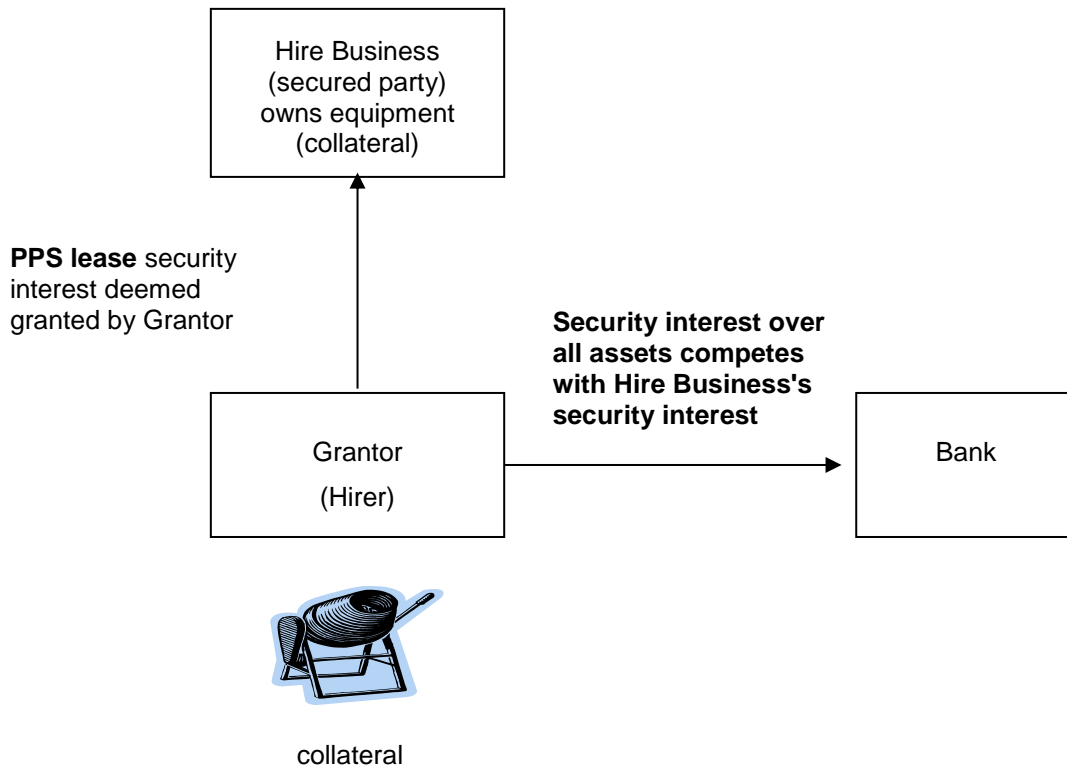 Hire Business
(secured party)
owns equipment
(collateral)
PPS lease security
interest deemed
granted by Grantor
Security interest over
all assets competes
with Hire Business's
security interest
Grantor
(Hirer)
Bank
collateral